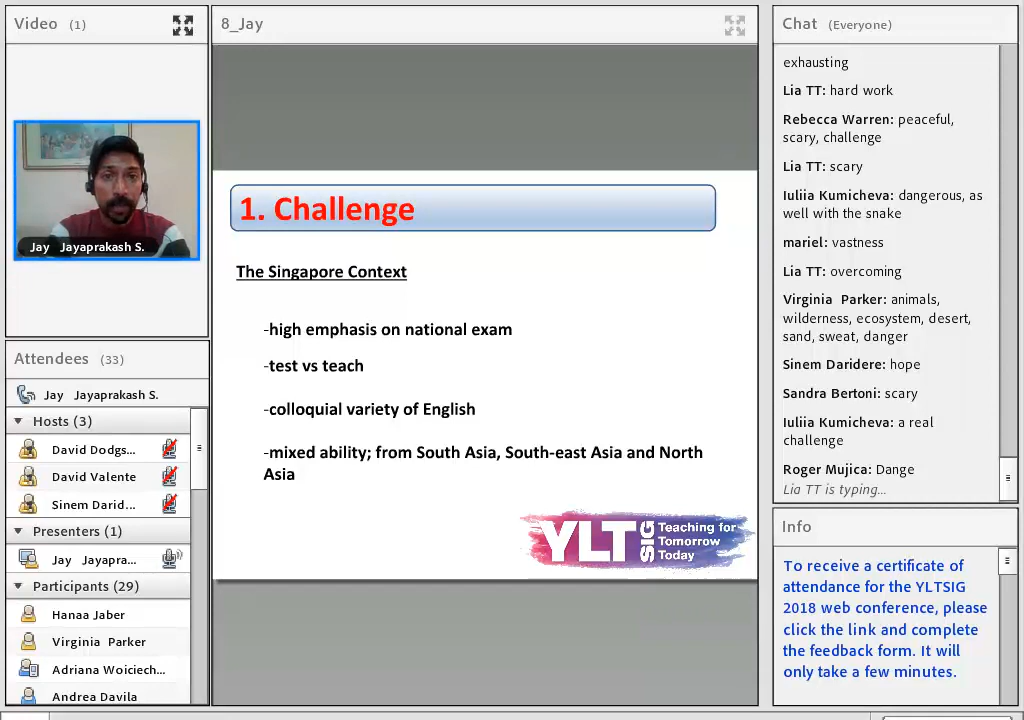 Video (1)
Jay Jayaprakash S.
Attendees (33)
Jay Jayaprakash S.
Hosts (3)
David Dodgs...
David Valente
Sinem Darid...
Presenters (1)
Jay Jayapra...
Participants (29)
Hanaa Jaber
Virginia Parker
Adriana Woiciech...
Andrea Davila
8_Jay
1. Challenge
The Singapore Context
-high emphasis on national exam
-test vs teach
-colloquial variety of English
-mixed ability; from South Asia, South-east Asia and North
Asia
YLT SIG Teaching for
Tomorrow
Today
Chat (Everyone)
exhausting
Lia TT: hard work
Rebecca Warren: peaceful,
scary, challenge
Lia TT: scary
Iuliia Kumicheva: dangerous, as
well with the snake
mariel: vastness
Lia TT: overcoming
Virginia Parker: animals,
wilderness, ecosystem, desert,
sand, sweat, danger
Sinem Daridere: hope
Sandra Bertoni: scary
Iuliia Kumicheva: a real
challenge
Roger Mujica: Dange
Lia TT is typing...
Info
To receive a certificate of
attendance for the YLTSIG
2018 web conference, please
click the link and complete
the feedback form. It will
only take a few minutes.